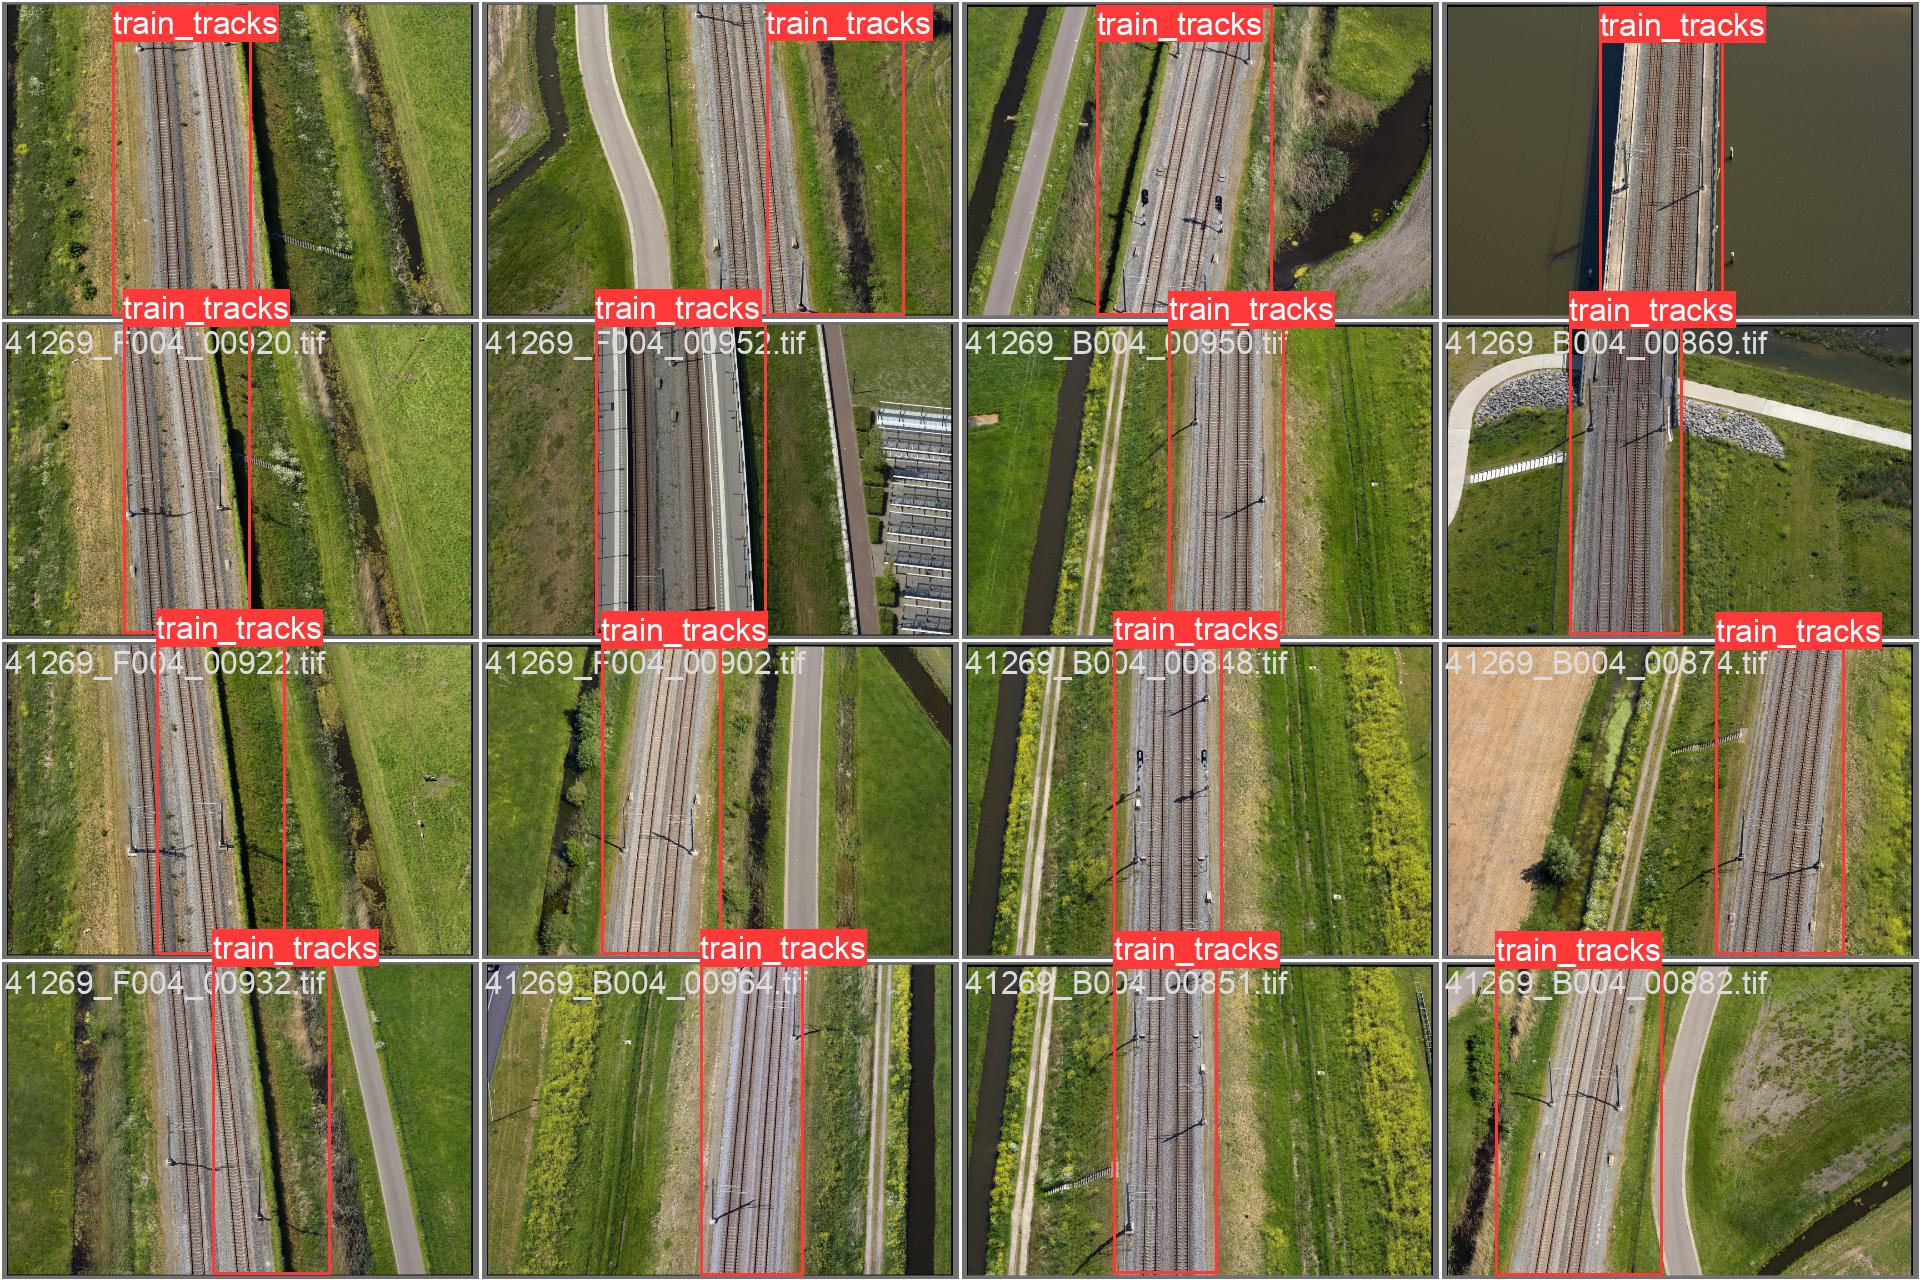 train_tracks
train_tracks
train_tracks
train_tracks
train_tracks
train_tracks
train_tracks
train_tracks
41269_F004_00920.tif
41269_F004_00952.tif
41269_B004_00950.tif
41269_B004_00869.tif
train_tracks
train_tracks
train_tracks
train_tracks
41269_F004_00922.tif
41269_F004_00902.tif
41269_B004_00848.tif
41269_B004_00874.tif
train_tracks
train_tracks
train_tracks
train_tracks
41269_F004_00932.tif
41269_B004_00964.tif
41269_B004_00851.tif
41269_B004_00882.tif